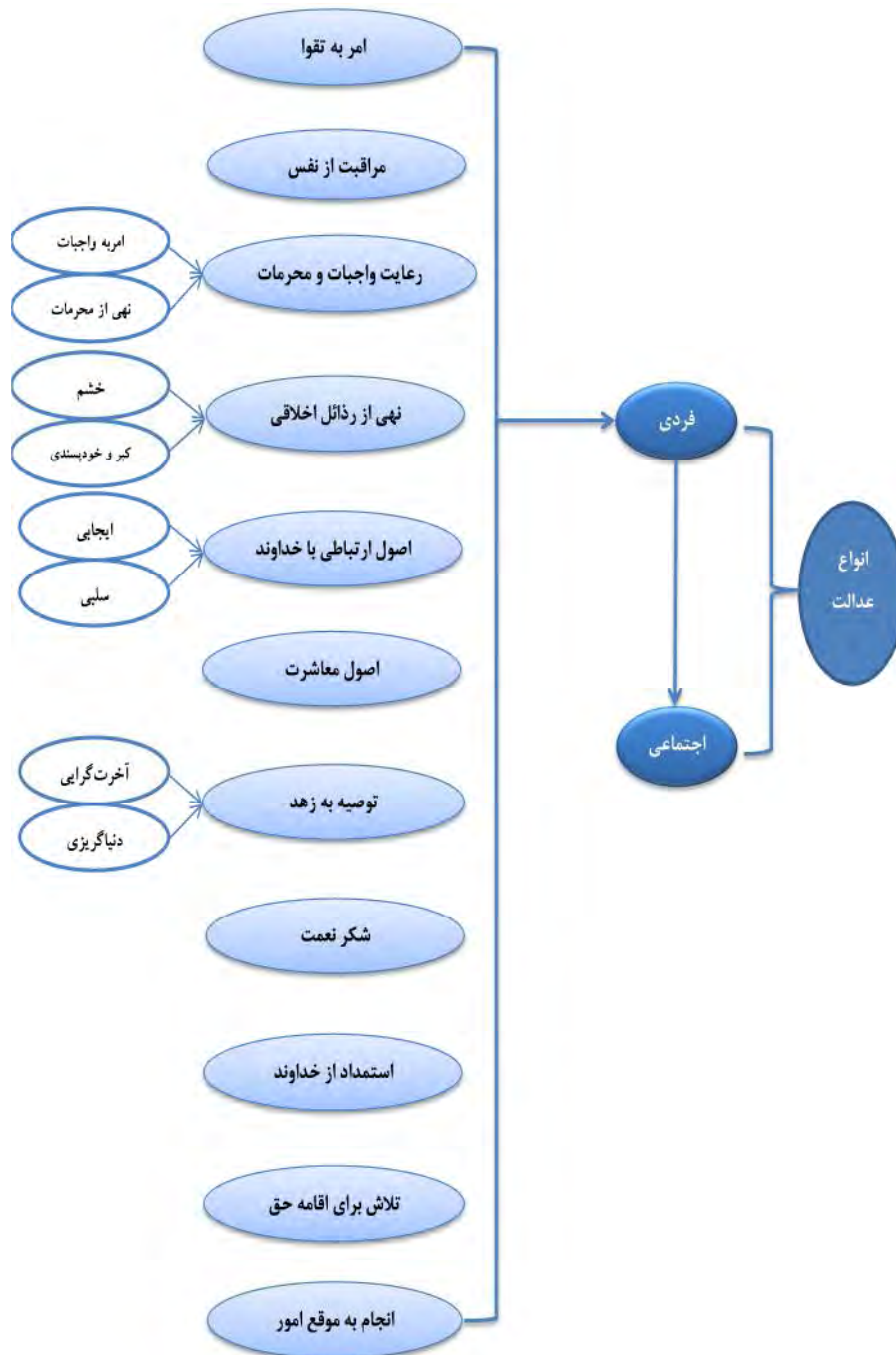 انواع
عدالت
فردی
اجتماعی
امر به تقوا
مراقبت از نفس
رعایت واجبات و محرمات
امربه واجبات
نهی از محرمات
نهی از رذائل اخلاقی
خشم
کبر و خودپسندی
اصول ارتباطی با خداوند
ایجابی
سلبی
اصول معاشرت
توصیه به زهد
آخرت‌گرایی
دنیاگریزی
شکر نعمت
استمداد از خداوند
تلاش برای اقامه حق
انجام به موقع امور